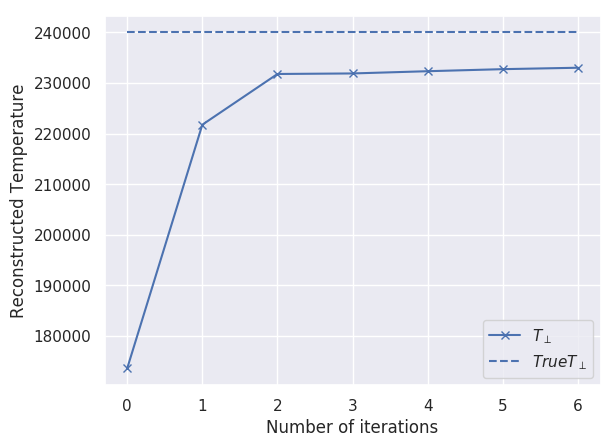 240000
230000
220000
210000
200000
190000
180000
Reconstructed Temperature
0 1 2 3 4 5 6
Number of iterations
T⊥
TrueT⊥